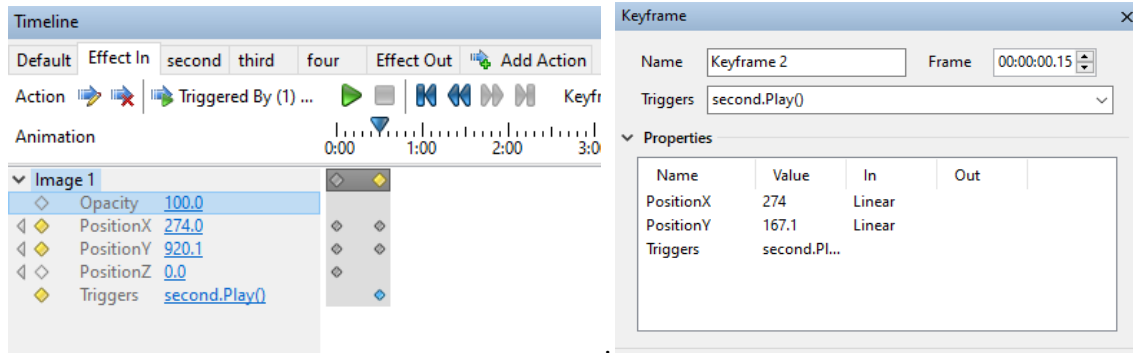 Timeline
Default Effect In second third four Effect Out Add Action
Action Triggered By (1) ... Keyfr
Animation
0:00 1:00 2:00 3:0
Image 1
Opacity 100.0
PositionX 274.0
PositionY 920.1
PositionZ 0.0
Triggers second.Play()
Keyframe
Name Keyframe 2 Frame 00:00:00.15
Triggers second.Play()
Properties
Name Value In Out
PositionX 274 Linear
PositionY 167.1 Linear
Triggers second.Pl...